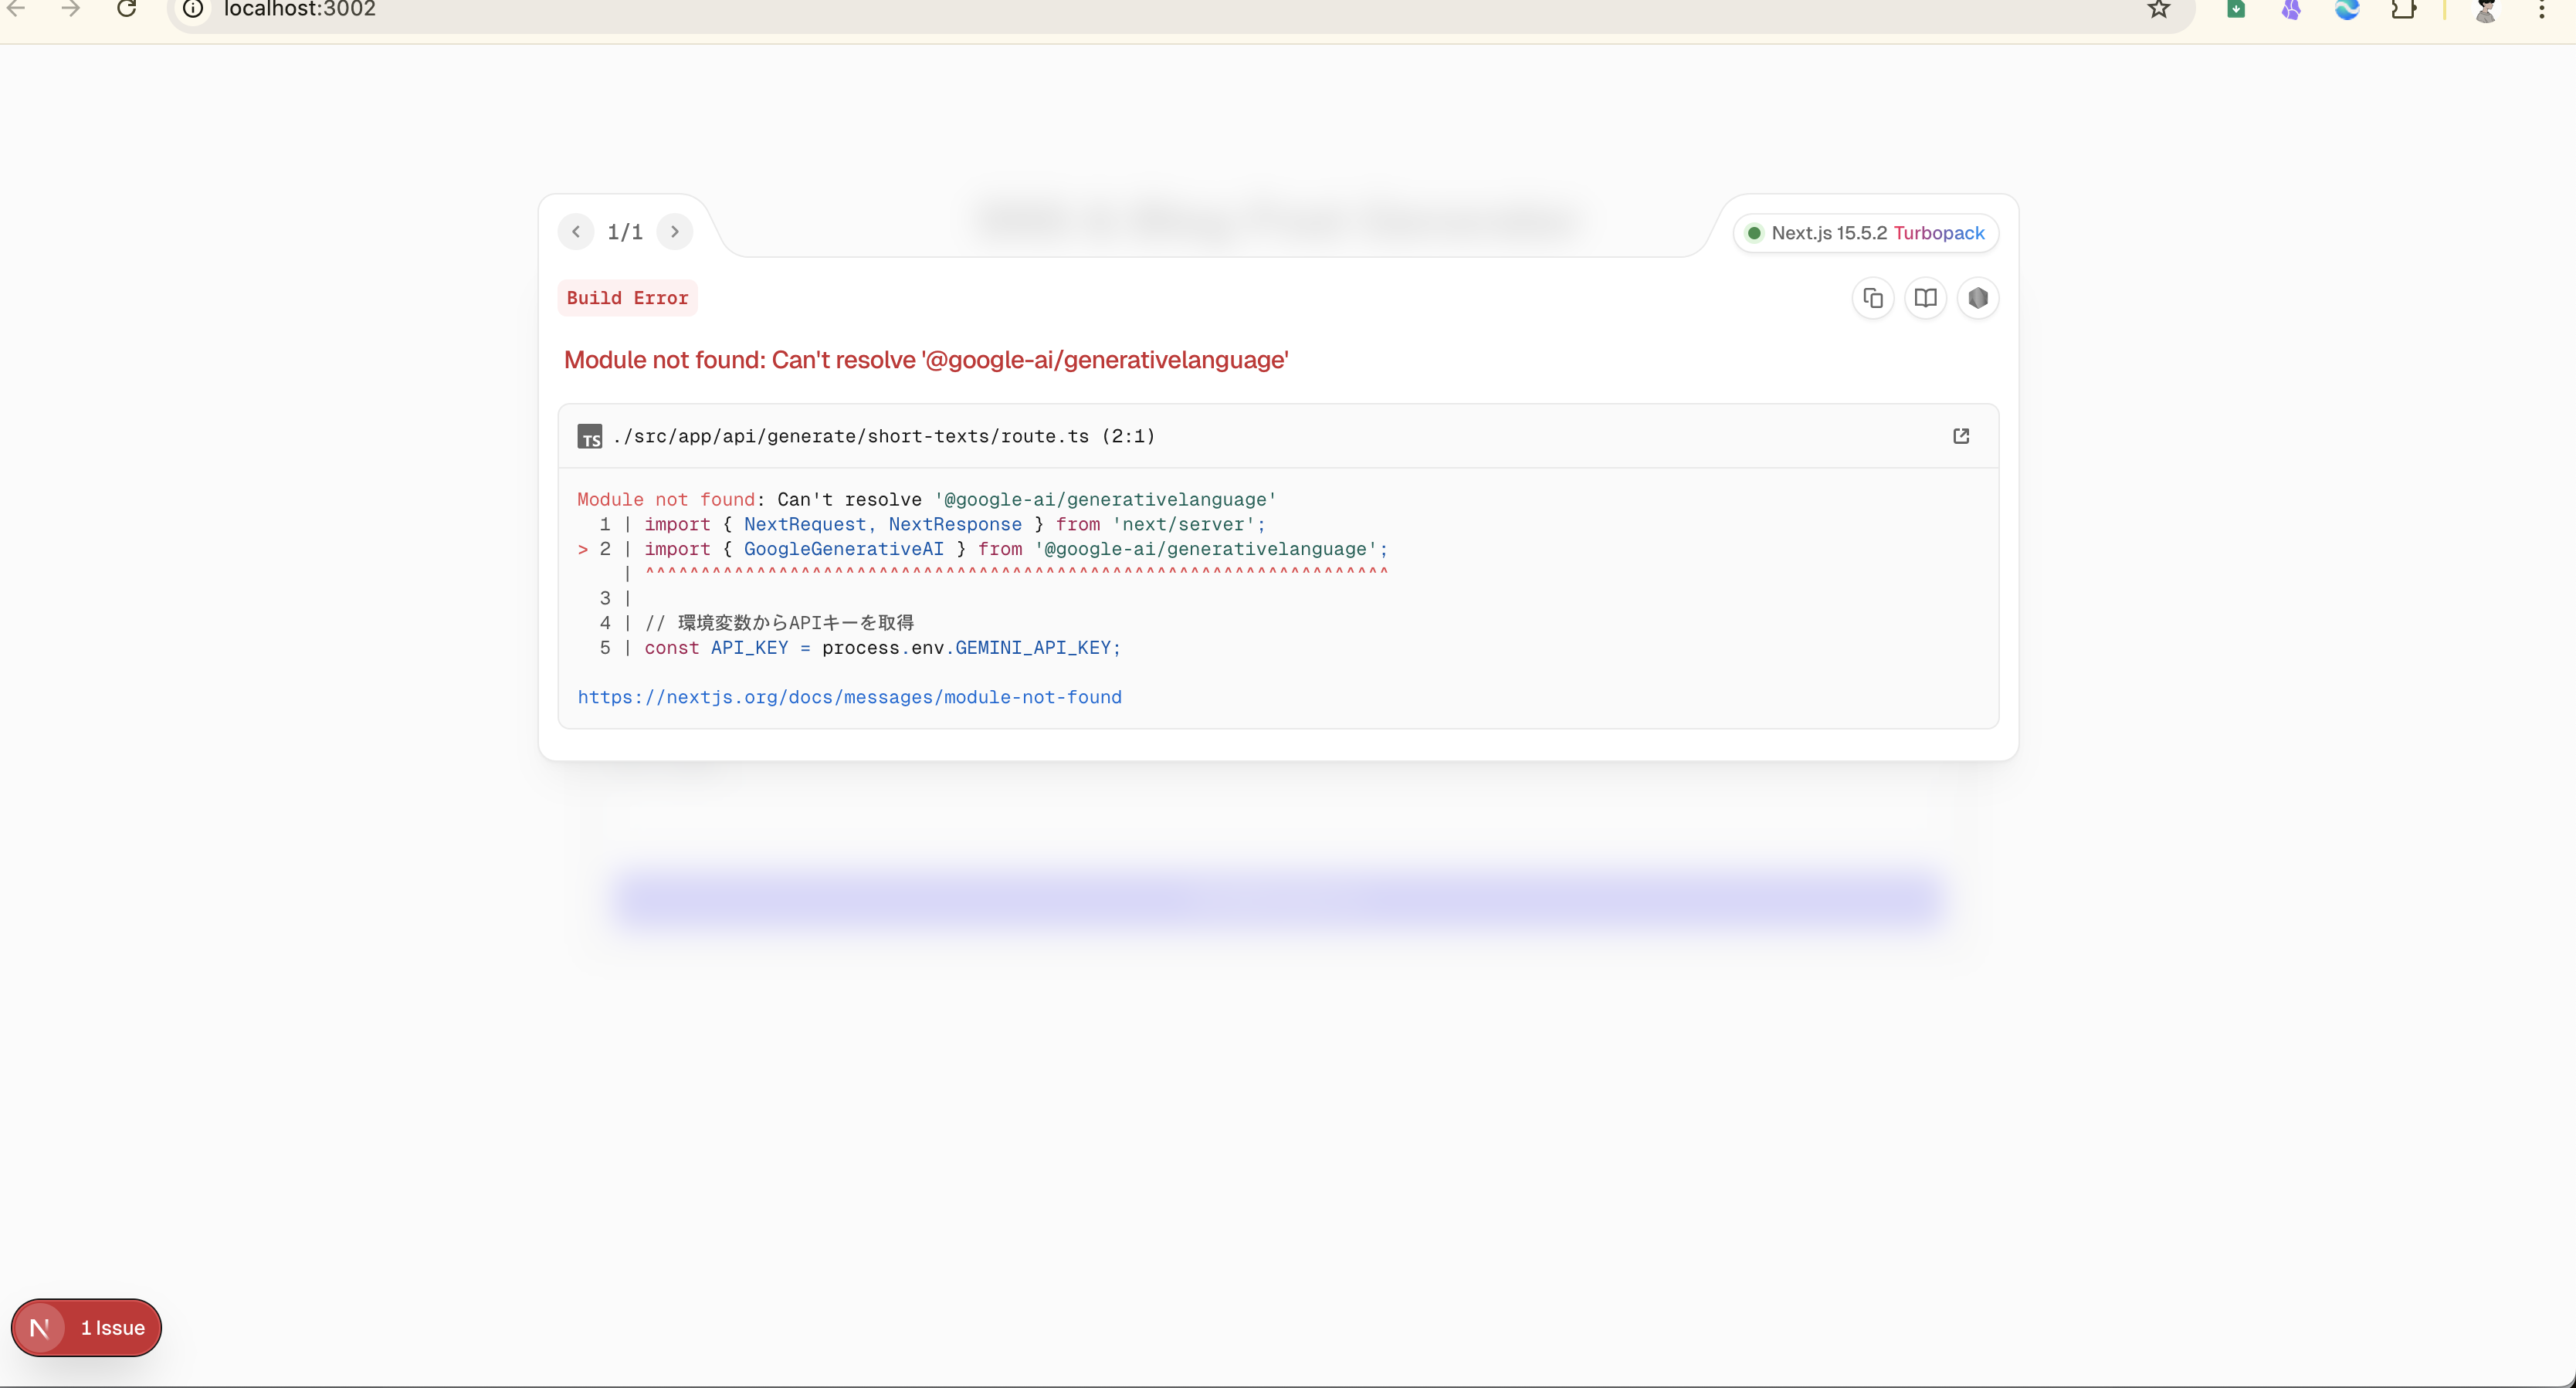 localhost:3002
1/1
Next.js 15.5.2 Turbopack
Build Error
Module not found: Can't resolve '@google-ai/generativelanguage'
TS ./src/app/api/generate/short-texts/route.ts (2:1)
Module not found: Can't resolve '@google-ai/generativelanguage'
1 | import { NextRequest, NextResponse } from 'next/server';
> 2 | import { GoogleGenerativeAI } from '@google-ai/generativelanguage';
| ^^^^^^^^^^^^^^^^^^^^^^^^^^^^^^^^^^^^^^^^^^^^^^^^^^^^^^^^^^^^^^^^^^^
3 |
4 | // 環境変数からAPIキーを取得
5 | const API_KEY = process.env.GEMINI_API_KEY;
https://nextjs.org/docs/messages/module-not-found
N 1 Issue